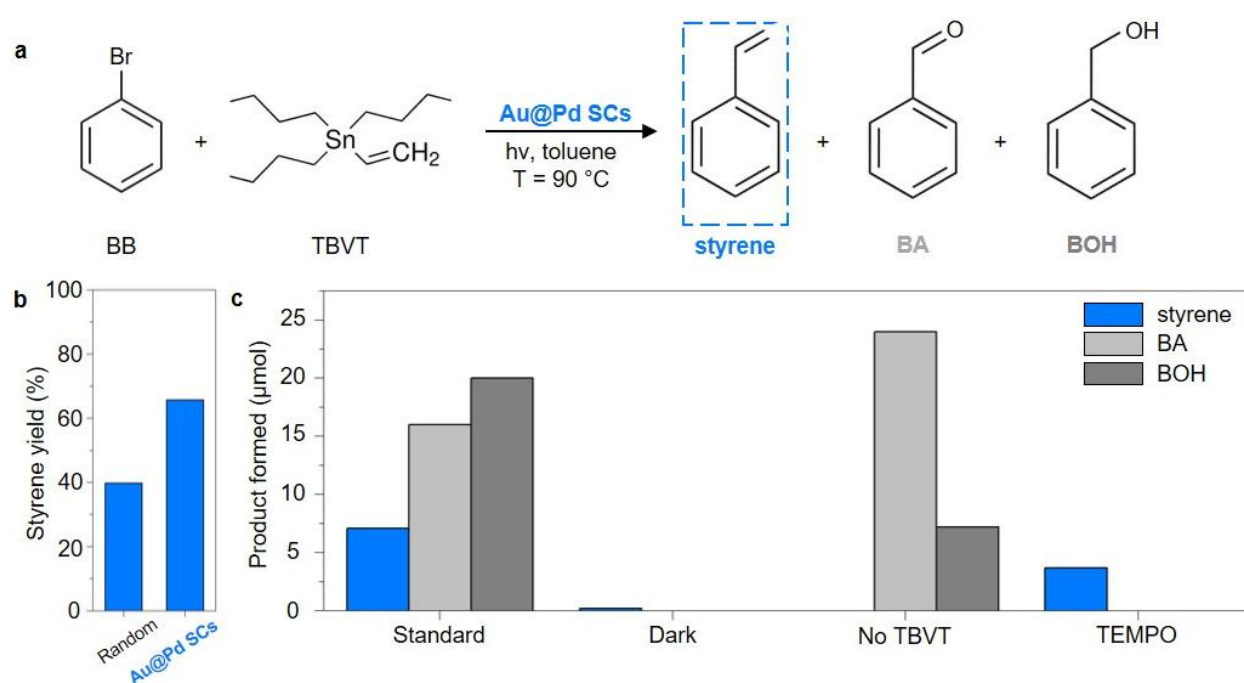 a
Br
+
Sn
CH2
Au@Pd SCs
hν, toluene
T = 90 °C
+
O
+
OH
BB
TBVT
styrene
BA
BOH
b
Styrene yield (%)
100
80
60
40
20
0
Random
Au@Pd SCs
c
Product formed (μmol)
25
20
15
10
5
0
styrene
BA
BOH
Standard
Dark
No TBVT
TEMPO